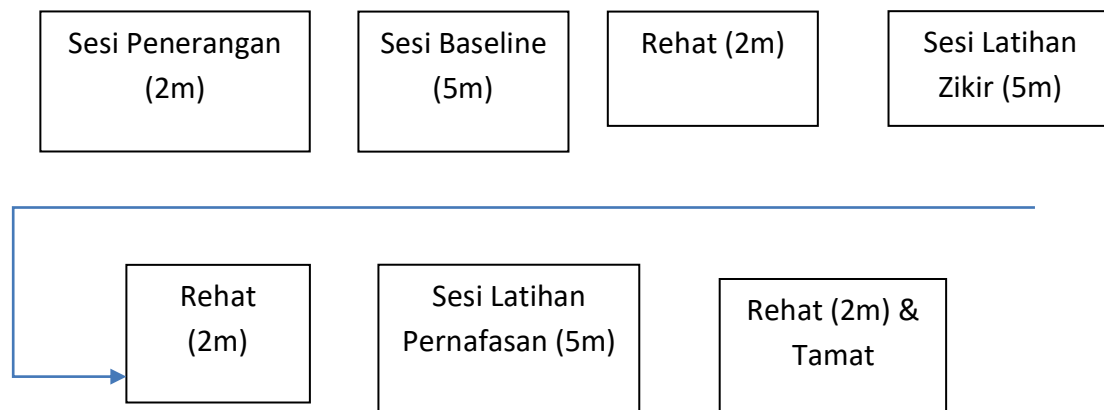 Sesi Penerangan
(2m)
Sesi Baseline
(5m)
Rehat (2m)
Sesi Latihan
Zikir (5m)
Rehat
(2m)
Sesi Latihan
Pernafasan (5m)
Rehat (2m) &
Tamat